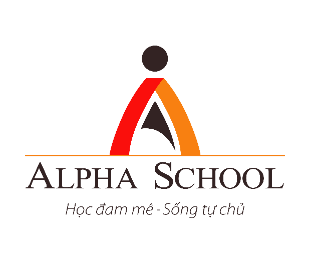 ALPHA SCHOOL
Học đam mê - Sống tự chủ